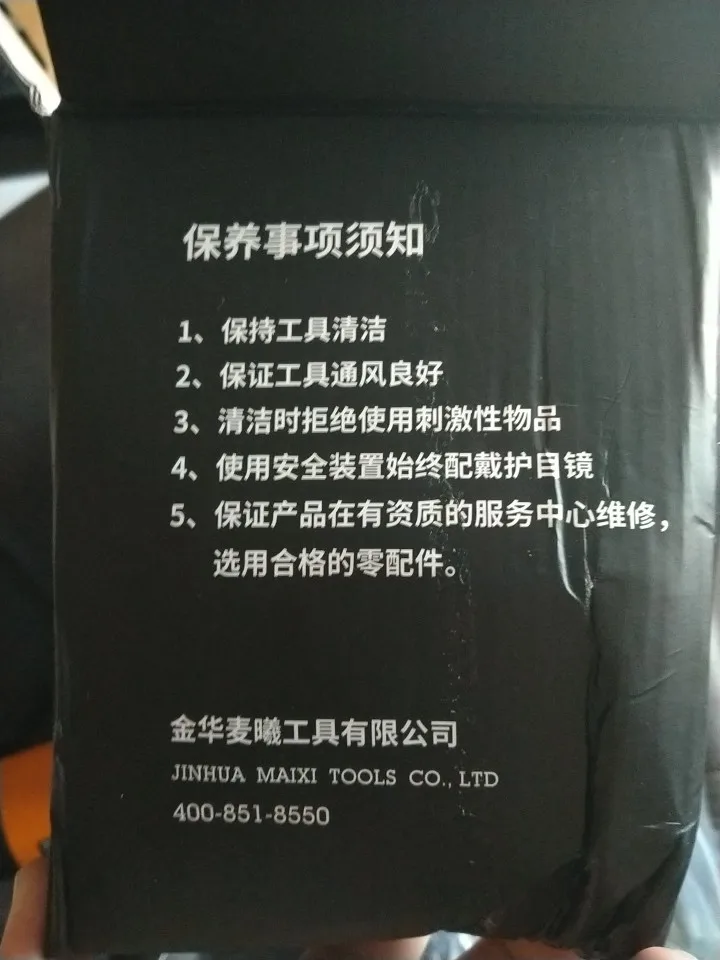 保养事项须知
1、保持工具清洁
2、保证工具通风良好
3、清洁时拒绝使用刺激性物品
4、使用安全装置始终配戴护目镜
5、保证产品在有资质的服务中心维修，
选用合格的零配件。
金华麦曦工具有限公司
JINHUA MAIXI TOOLS CO., LTD
400-851-8550